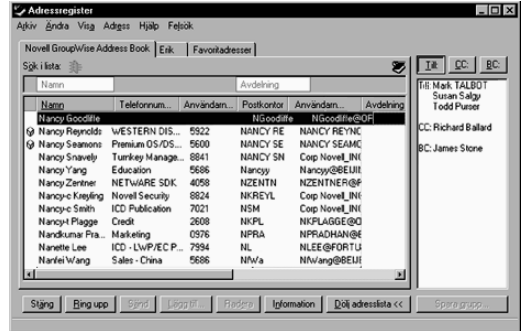 Adressregister
Arkiv Ändra Visa Adress Hjälp Felsök
Novell GroupWise Address Book Erik Favoritadresser
Sök i lista:
Namn Avdelning
Namn Telefonnum... Användarn... Postkontor Användarn... Avdelning
Nancy Goodlifle NGoodlifle NGoodlifle@OF
Nancy Reynolds WESTERN DIS... 5922 NANCY RE NANCY REYNO
Nancy Seamons Premium OS/DS... 5600 NANCY SE NANCY SEAMO
Nancy Snavely Turnkey Manage... 8841 NANCY SN Corp Novell_IN(
Nancy Yang Education 5686 Nancyy Nancyy@BEIJI
Nancy Zentner NETWARE SDK 4058 NZENTN NZENTNER@F
Nancy-c Kreyling Novell Security 8824 NKREYL Corp Novell_IN(
Nancy-c Smith ICD Publication 7021 NSM Corp Novell_IN(
Nancy-t Plagge Credit 2608 NKPL NKPLAGGE@O
Nandkumar Pra... Marketing 0976 NPRA NPRADHAN@E
Nanette Lee ICD - LWP/EC P... 7994 NL NLEE@FORTU
Nanfei Wang Sales - China 5686 NfWa NfWang@BEIJI
Till: CC: BC:
Till: Mark TALBOT
Susan Salgy
Todd Purser
CC: Richard Ballard
BC: James Stone
Stäng Ring upp Sänd Lägg till... Radera Information Dölj adresslista << Spara grupp...